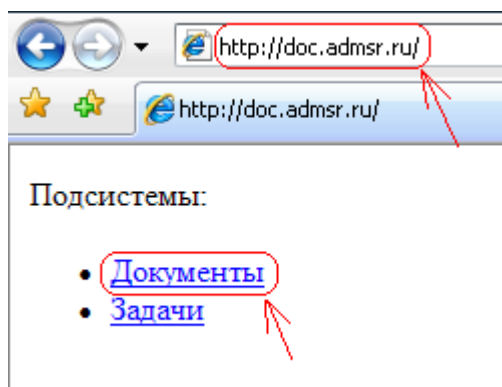 http://doc.admsr.ru/
http://doc.admsr.ru/
Подсистемы:
Документы
Задачи